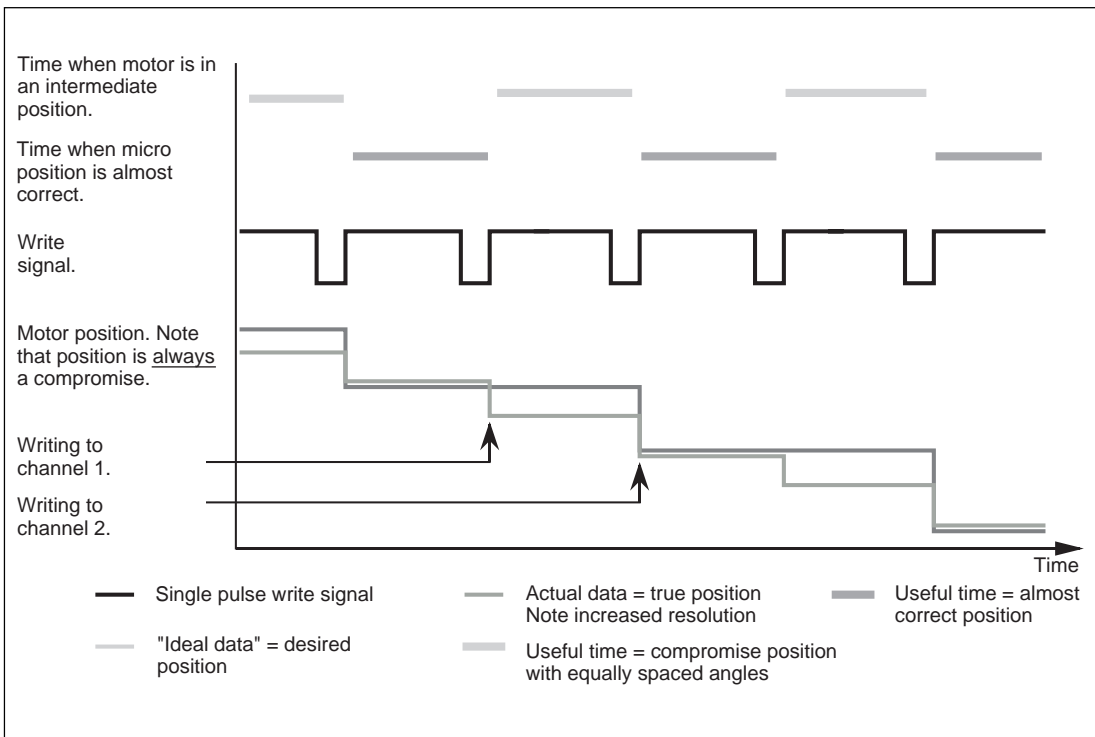 Time when motor is in
an intermediate
position.
Time when micro
position is almost
correct.
Write
signal.
Motor position. Note
that position is always
a compromise.
Writing to
channel 1.
Writing to
channel 2.
Time
Single pulse write signal
"Ideal data" = desired
position
Actual data = true position
Note increased resolution
Useful time = compromise position
with equally spaced angles
Useful time = almost
correct position